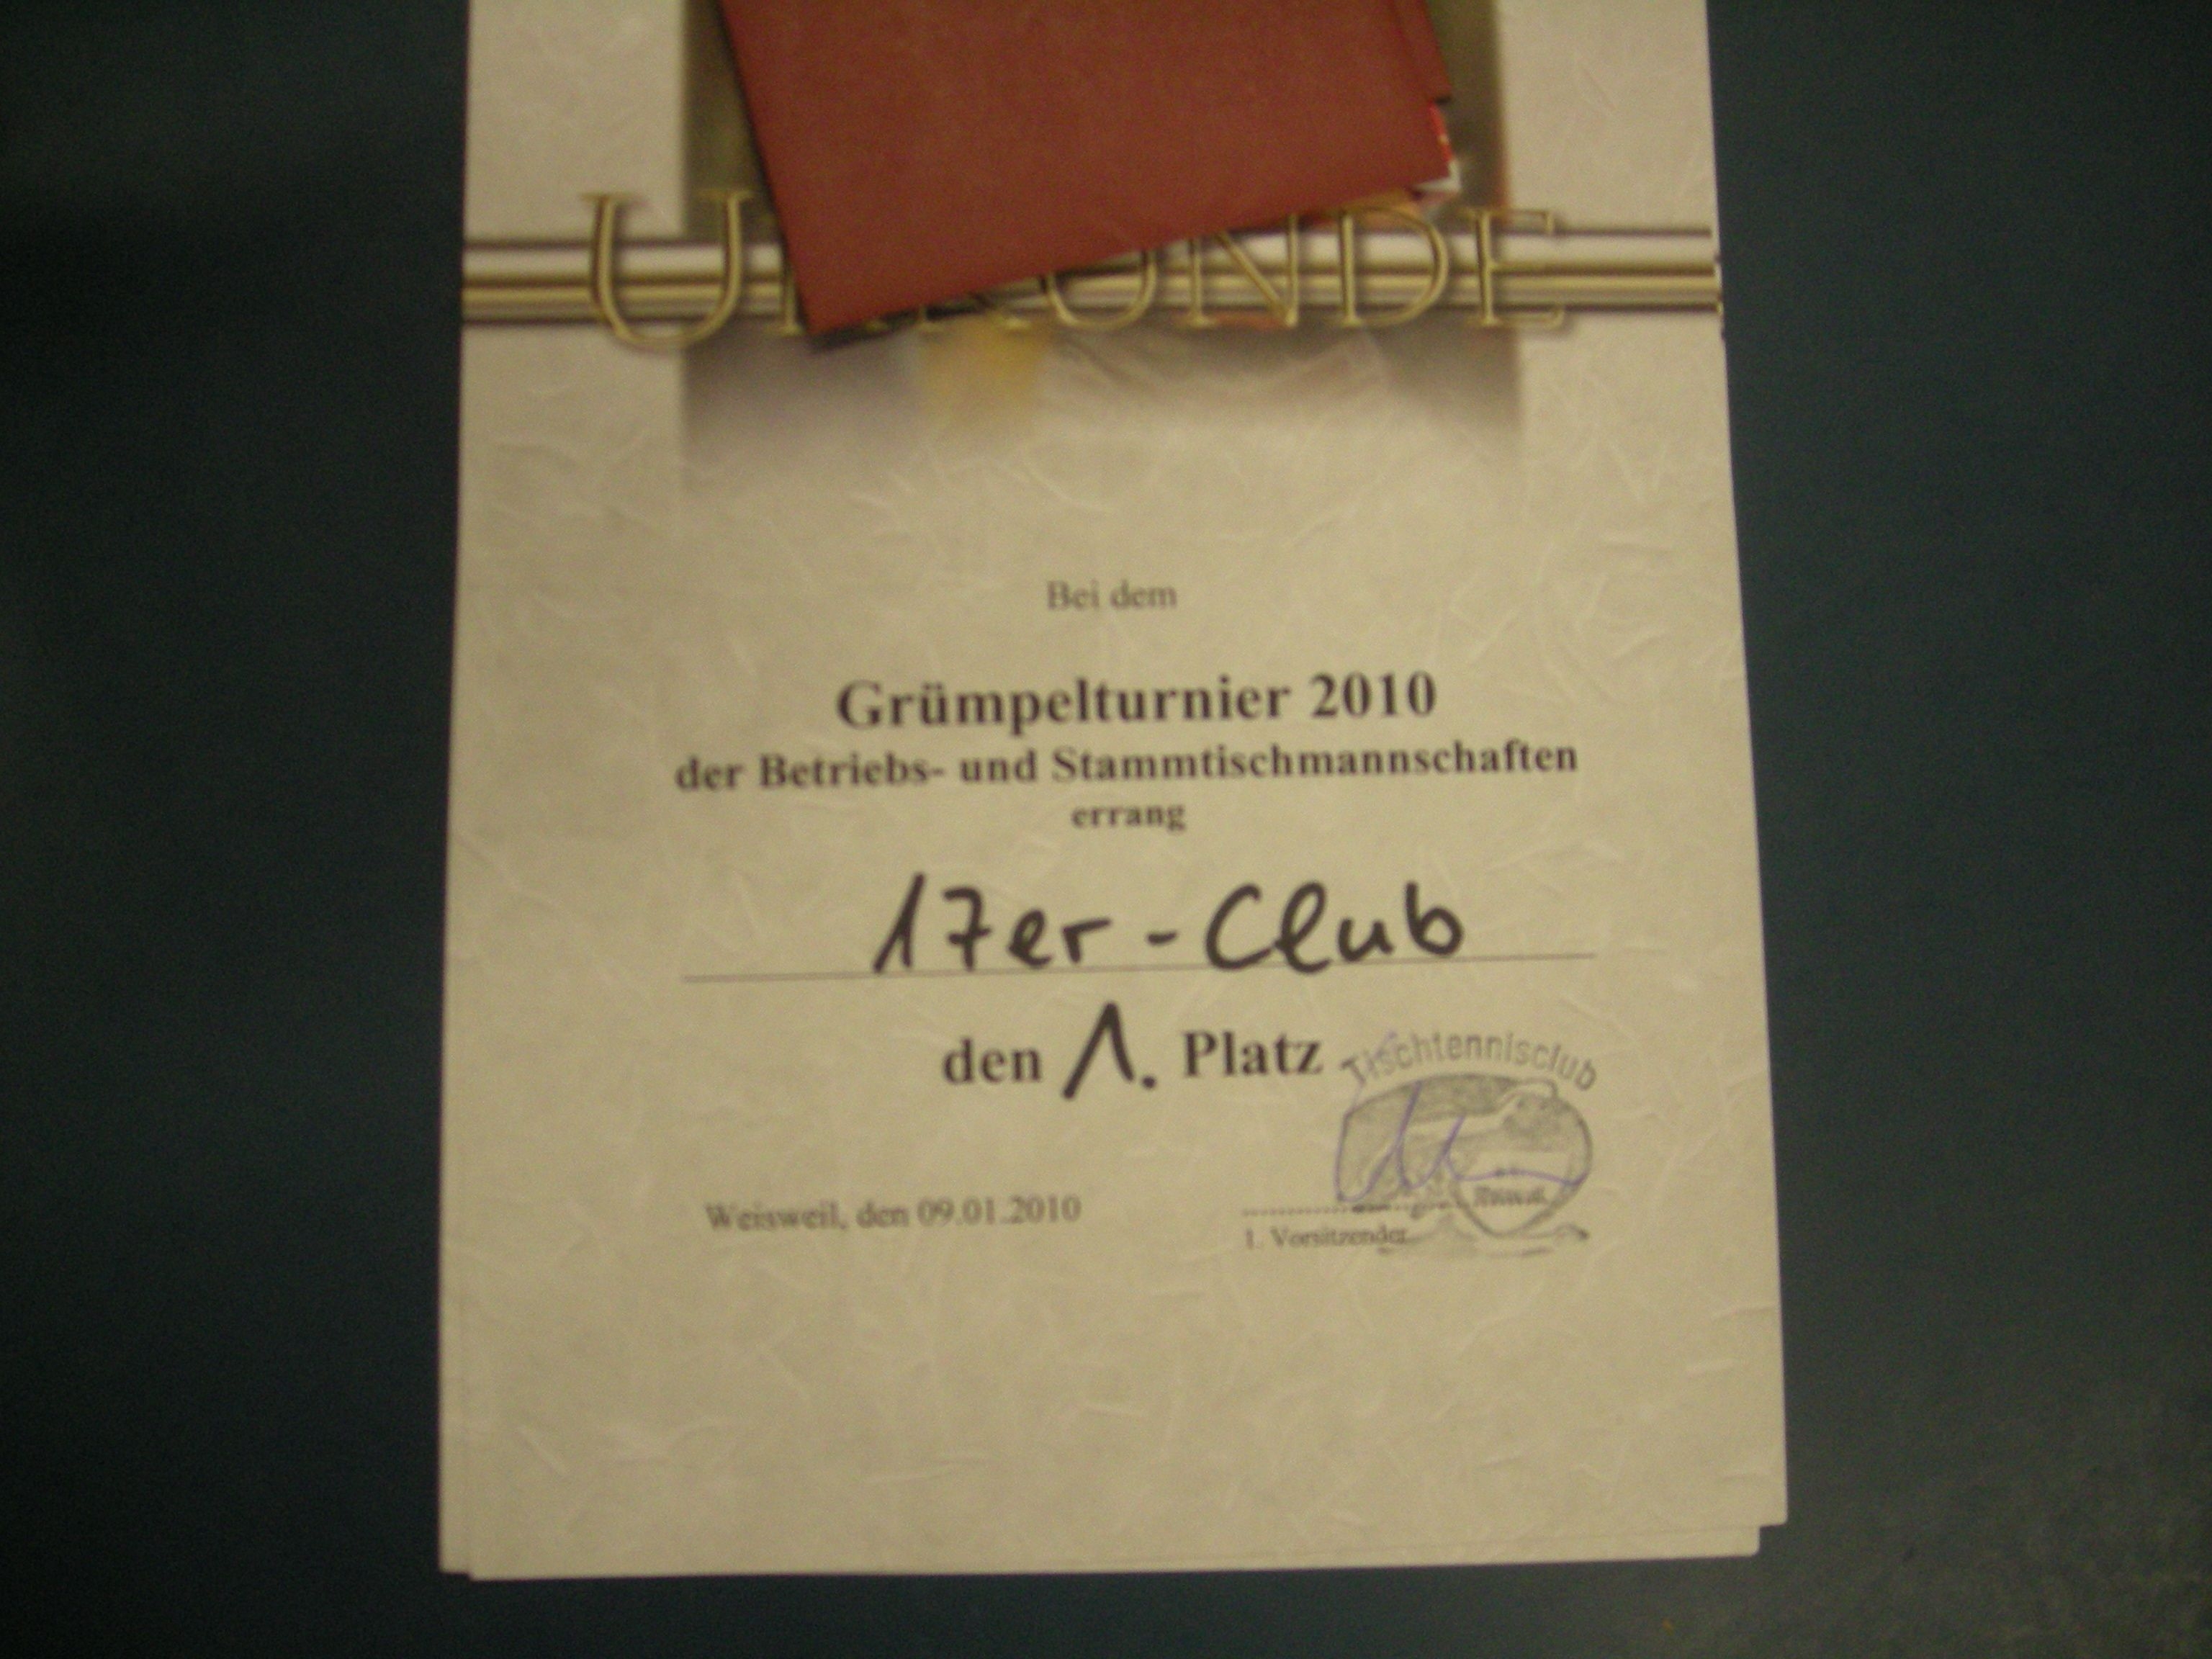 URKUNDE
Bei dem
Grümpelturnier 2010
der Betriebs- und Stammtischmannschaften
errang
17er-Club
den 1. Platz
Tischtennisclub
Weisweil, den 09.01.2010
1. Vorsitzender